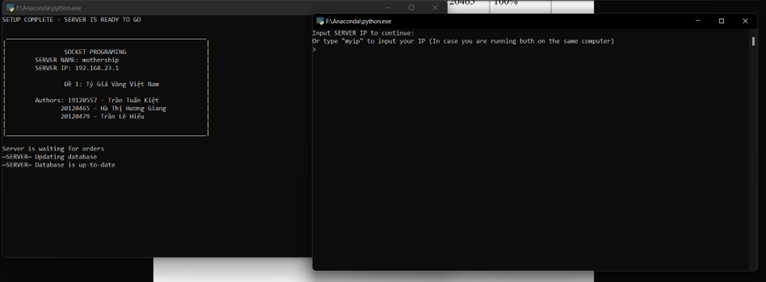 F:\Anaconda\python.exe
SETUP COMPLETE - SERVER IS READY TO GO
SOCKET PROGRAMING
SERVER NAME: mothership
SERVER IP: 192.168.23.1
Đề 1: Tỷ Giá Vàng Việt Nam
Authors: 19120557 - Trần Tuấn Kiệt
20120465 - Hà Thị Hương Giang
20120479 - Trần Lê Hiếu
Server is waiting for orders
~SERVER~ Updating database
~SERVER~ Database is up-to-date
20120465 100%
F:\Anaconda\python.exe
Input SERVER IP to continue:
Or type "myip" to input your IP (In case you are running both on the same computer)
>